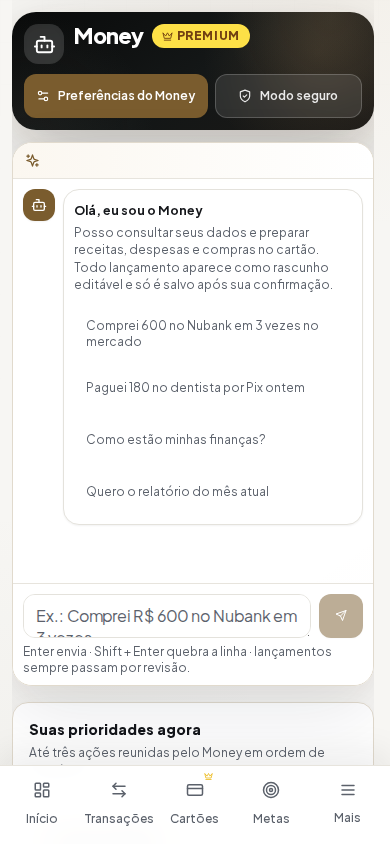 Money
PREMIUM
Preferências do Money
Modo seguro
Olá, eu sou o Money
Posso consultar seus dados e preparar
receitas, despesas e compras no cartão.
Todo lançamento aparece como rascunho
editável e só é salvo após sua confirmação.
Comprei 600 no Nubank em 3 vezes no
mercado
Paguei 180 no dentista por Pix ontem
Como estão minhas finanças?
Quero o relatório do mês atual
Ex.: Comprei R$ 600 no Nubank em
3 vezes
Enter envia · Shift + Enter quebra a linha · lançamentos
sempre passam por revisão.
Suas prioridades agora
Até três ações reunidas pelo Money em ordem de
Início
Transações
Cartões
Metas
Mais